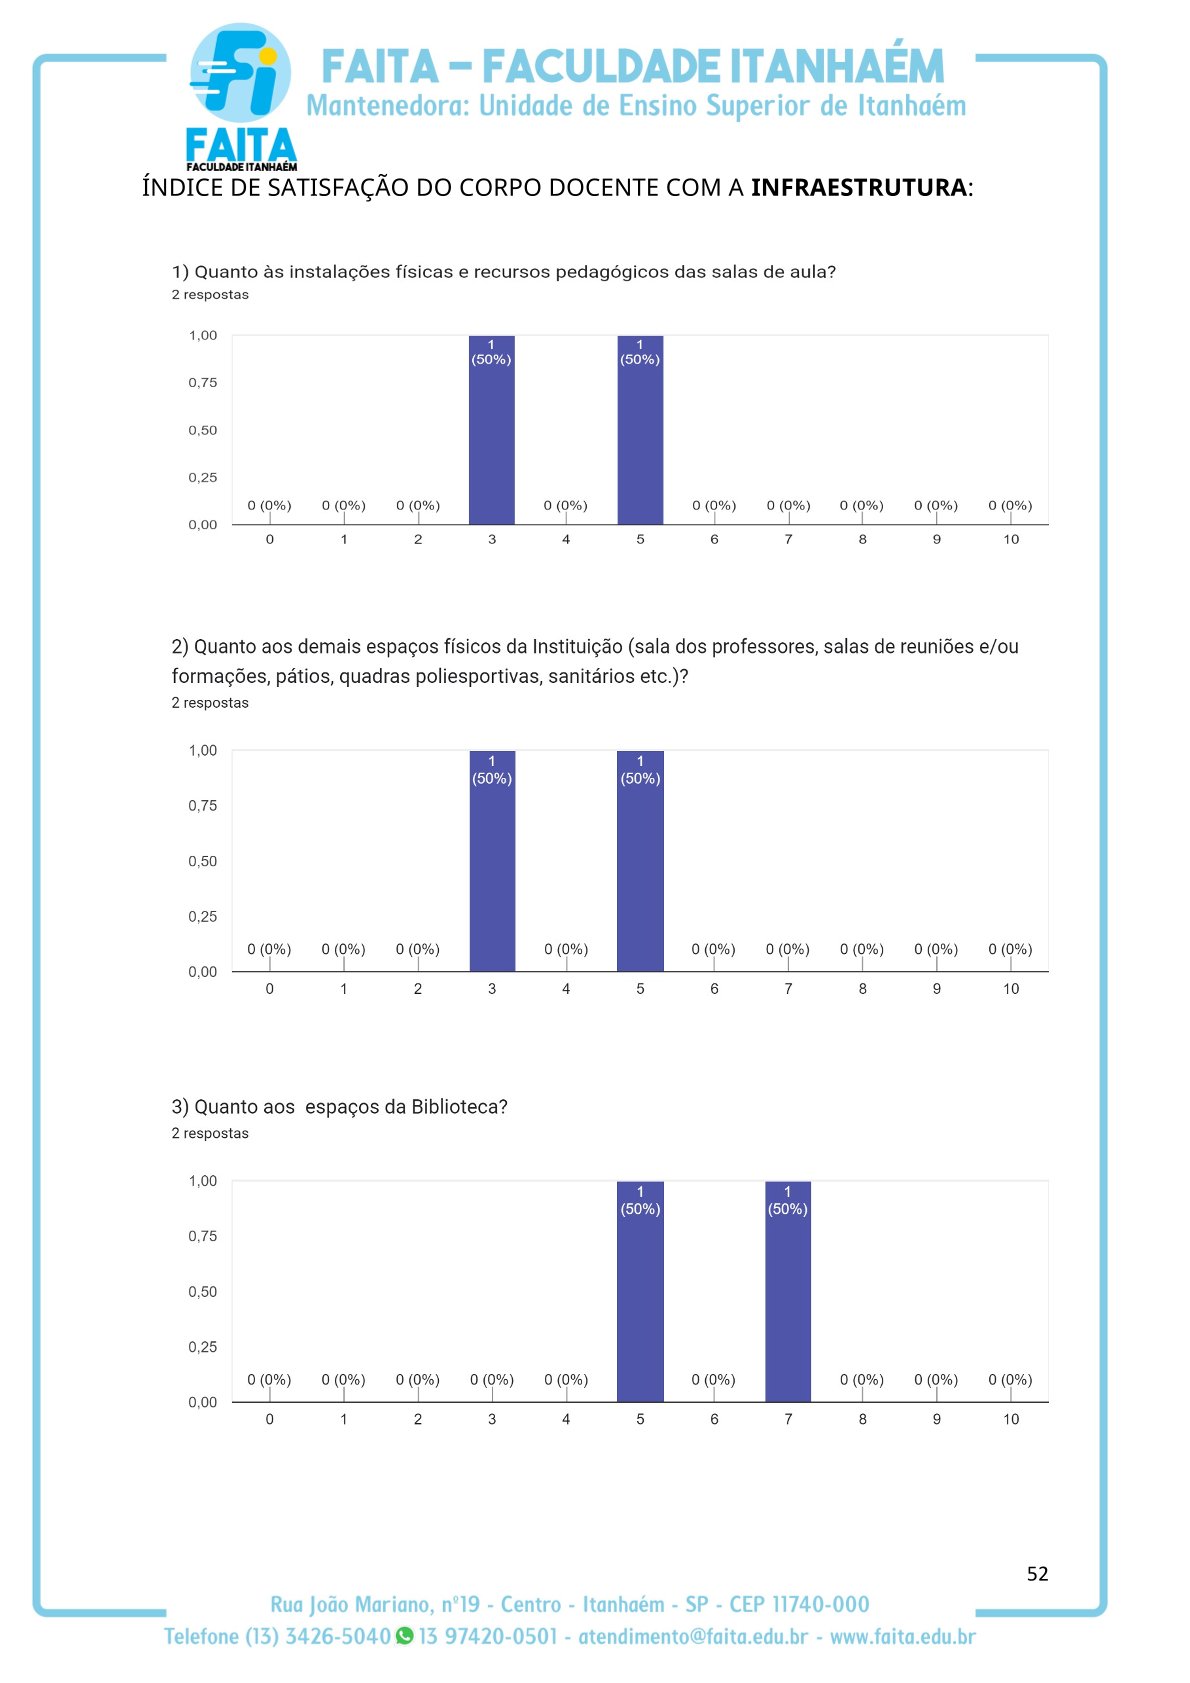 FAITA – FACULDADE ITANHAÉM
Mantenedora: Unidade de Ensino Superior de Itanhaém
Fi
FAITA
FACULDADE ITANHAÉM
ÍNDICE DE SATISFAÇÃO DO CORPO DOCENTE COM A INFRAESTRUTURA:
1) Quanto às instalações físicas e recursos pedagógicos das salas de aula?
2 respostas
1,00
0,75
0,50
0,25
0,00
1 1
(50%) (50%)
0 (0%) 0 (0%) 0 (0%) 0 (0%) 0 (0%) 0 (0%) 0 (0%) 0 (0%) 0 (0%)
0 1 2 3 4 5 6 7 8 9 10
2) Quanto aos demais espaços físicos da Instituição (sala dos professores, salas de reuniões e/ou
formações, pátios, quadras poliesportivas, sanitários etc.)?
2 respostas
1,00
0,75
0,50
0,25
0,00
1 1
(50%) (50%)
0 (0%) 0 (0%) 0 (0%) 0 (0%) 0 (0%) 0 (0%) 0 (0%) 0 (0%) 0 (0%)
0 1 2 3 4 5 6 7 8 9 10
3) Quanto aos  espaços da Biblioteca?
2 respostas
1,00
0,75
0,50
0,25
0,00
1 1
(50%) (50%)
0 (0%) 0 (0%) 0 (0%) 0 (0%) 0 (0%) 0 (0%) 0 (0%) 0 (0%) 0 (0%)
0 1 2 3 4 5 6 7 8 9 10
52
Rua João Mariano, nº19 - Centro - Itanhaém - SP - CEP 11740-000
Telefone (13) 3426-5040 13 97420-0501 - atendimento@faita.edu.br - www.faita.edu.br